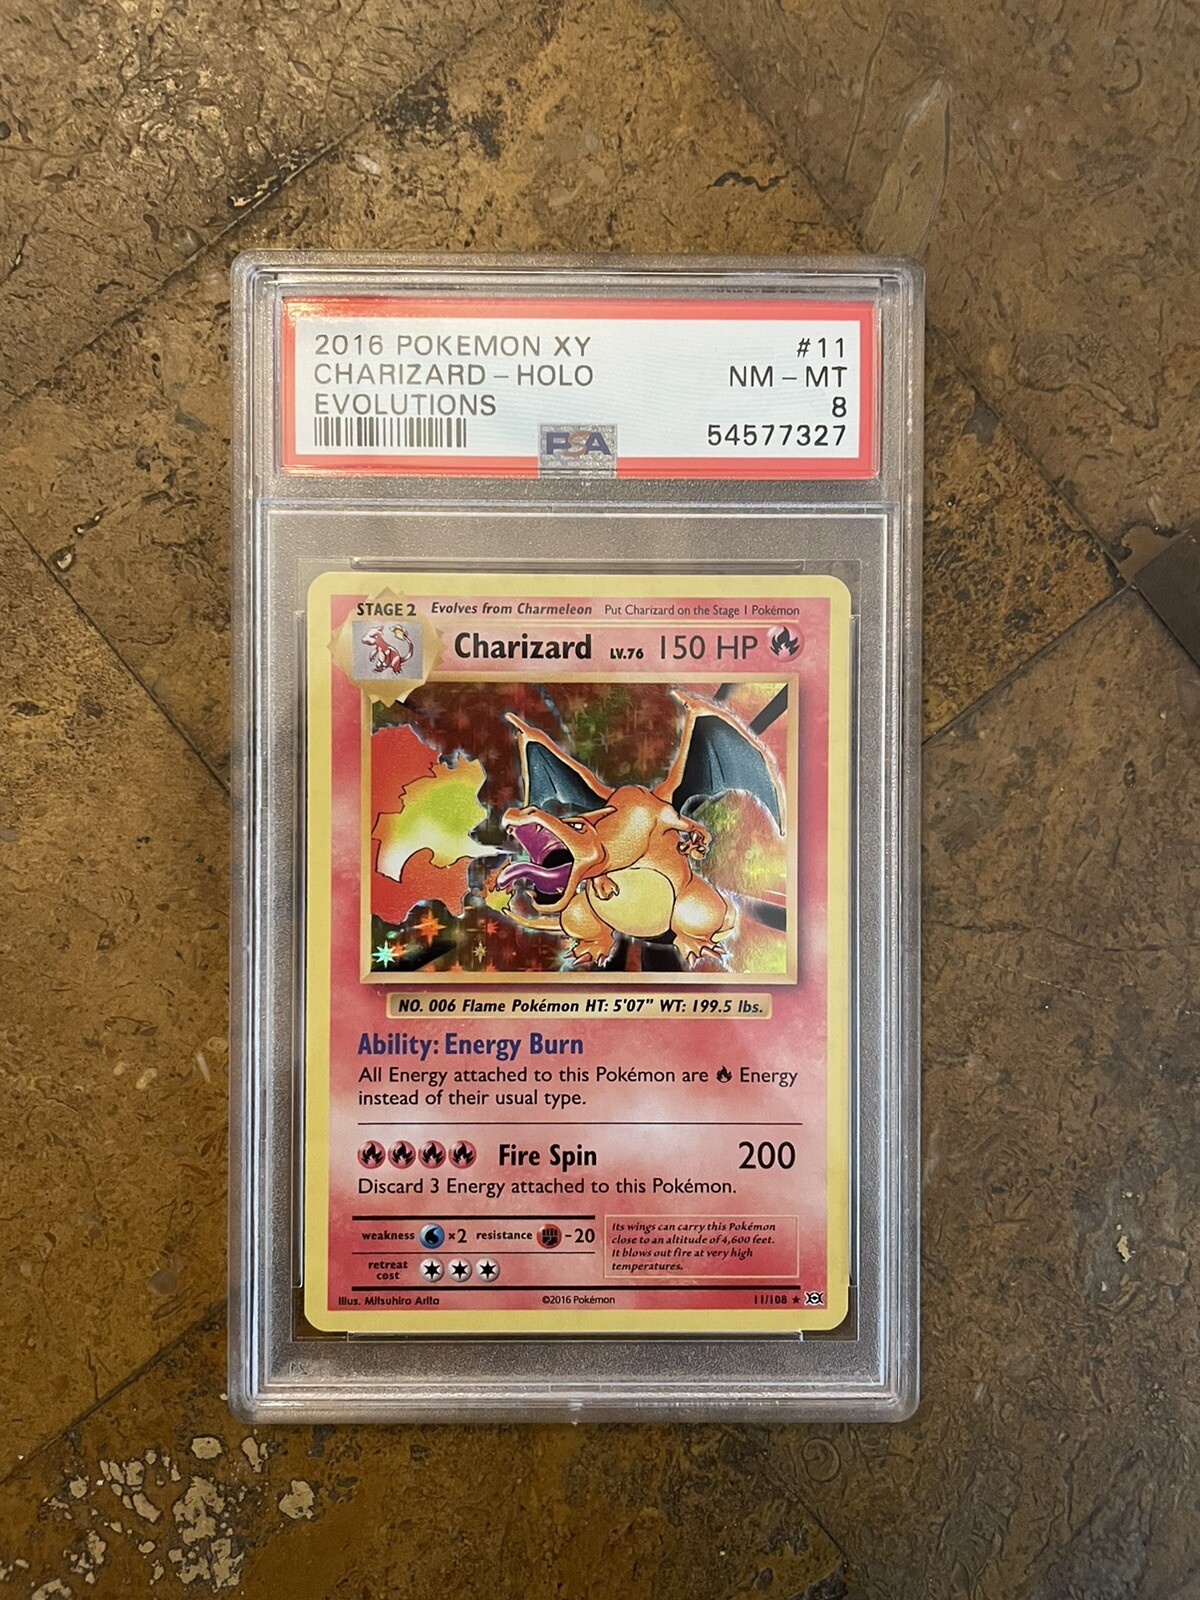 2016 POKEMON XY #11
CHARIZARD - HOLO NM - MT
EVOLUTIONS 8
PSA 54577327
STAGE 2 Evolves from Charmeleon Put Charizard on the Stage 1 Pokémon
Charizard LV.76 150 HP
NO. 006 Flame Pokémon HT: 5'07" WT: 199.5 lbs.
Ability: Energy Burn
All Energy attached to this Pokémon are Energy
instead of their usual type.
Fire Spin 200
Discard 3 Energy attached to this Pokémon.
weakness ×2 resistance -20
retreat
cost
Its wings can carry this Pokémon
close to an altitude of 4,600 feet.
It blows out fire at very high
temperatures.
Illus. Mitsuhiro Arita ©2016 Pokémon 11/108 ★